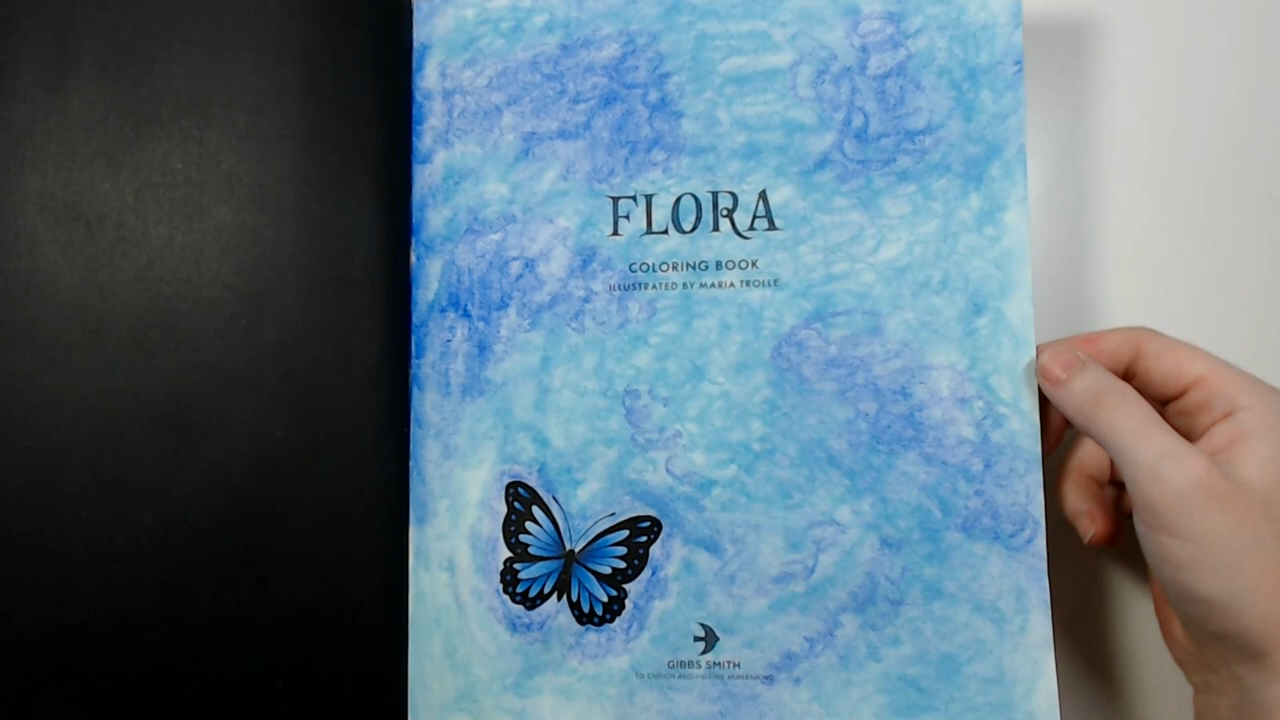 FLORA
COLORING BOOK
ILLUSTRATED BY MARIA TROLLE
GIBBS SMITH
TO ENRICH AND INSPIRE HUMANKIND